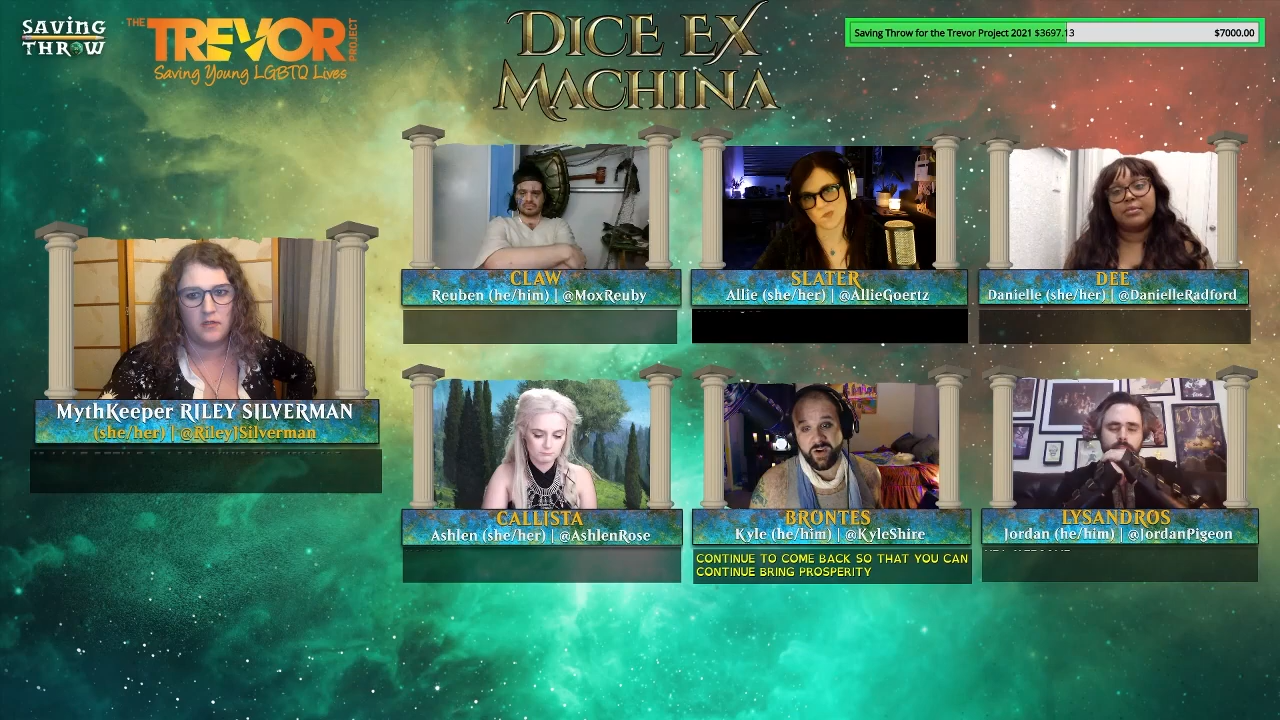 SAVING
THROW
THE TREVOR PROJECT
Saving Young LGBTQ Lives
DICE EX
MACHINA
Saving Throw for the Trevor Project 2021 $3697.13 $7000.00
CLAW
Reuben (he/him) | @MoxReuby
SLATER
Allie (she/her) | @AllieGoertz
DEE
Danielle (she/her) | @DanielleRadford
MythKeeper RILEY SILVERMAN
(she/her) | @RileyJSilverman
CALLISTA
Ashlen (she/her) | @AshlenRose
BRONTES
Kyle (he/him) | @KyleShire
CONTINUE TO COME BACK SO THAT YOU CAN
CONTINUE BRING PROSPERITY
LYSANDROS
Jordan (he/him) | @JordanPigeon